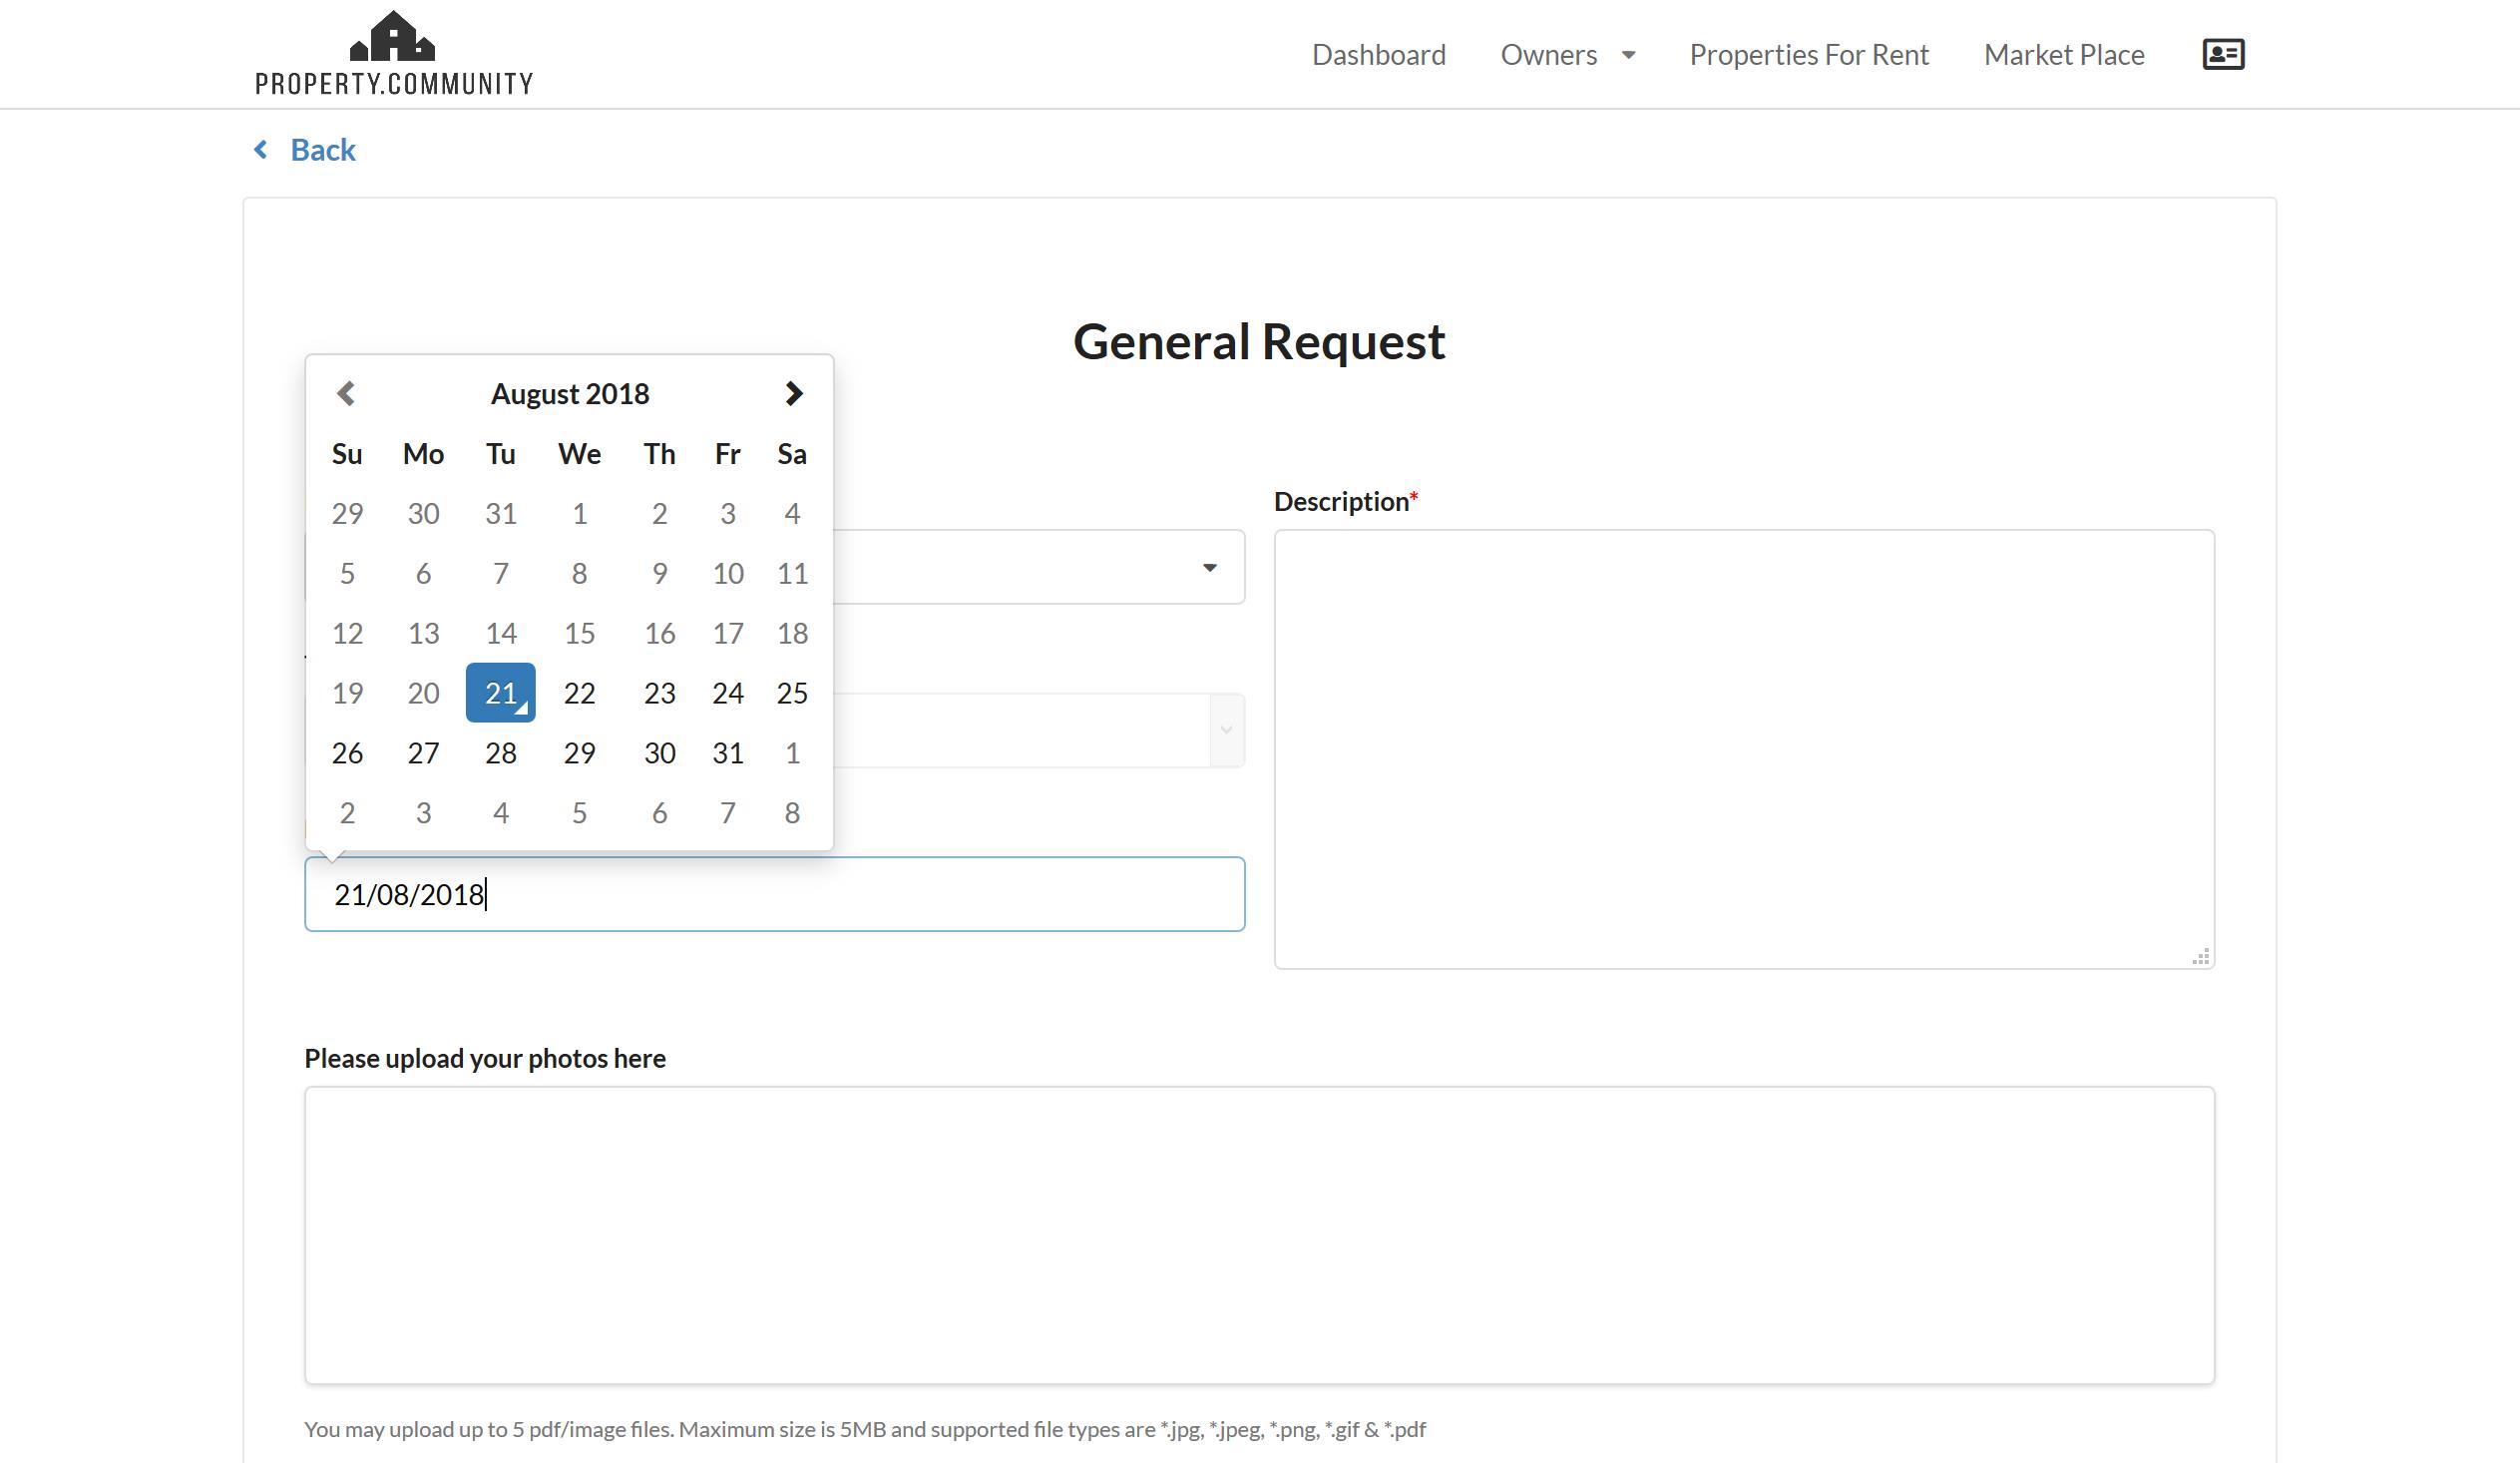 PROPERTY.COMMUNITY
Dashboard Owners Properties For Rent Market Place
Back
General Request
August 2018
Su Mo Tu We Th Fr Sa
29 30 31 1 2 3 4
5 6 7 8 9 10 11
12 13 14 15 16 17 18
19 20 21 22 23 24 25
26 27 28 29 30 31 1
2 3 4 5 6 7 8
21/08/2018
Description*
Please upload your photos here
You may upload up to 5 pdf/image files. Maximum size is 5MB and supported file types are *.jpg, *.jpeg, *.png, *.gif & *.pdf